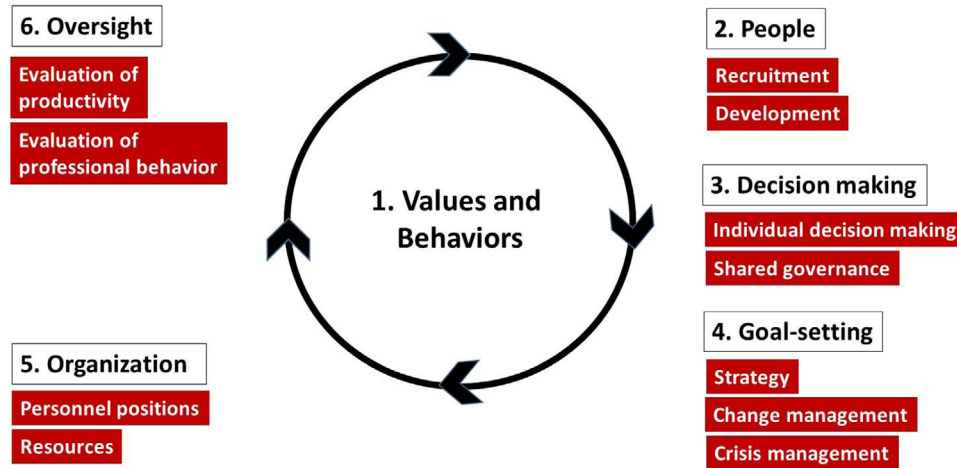 6. Oversight
Evaluation of
productivity
Evaluation of
professional behavior
1. Values and
Behaviors
2. People
Recruitment
Development
3. Decision making
Individual decision making
Shared governance
4. Goal-setting
Strategy
Change management
Crisis management
5. Organization
Personnel positions
Resources